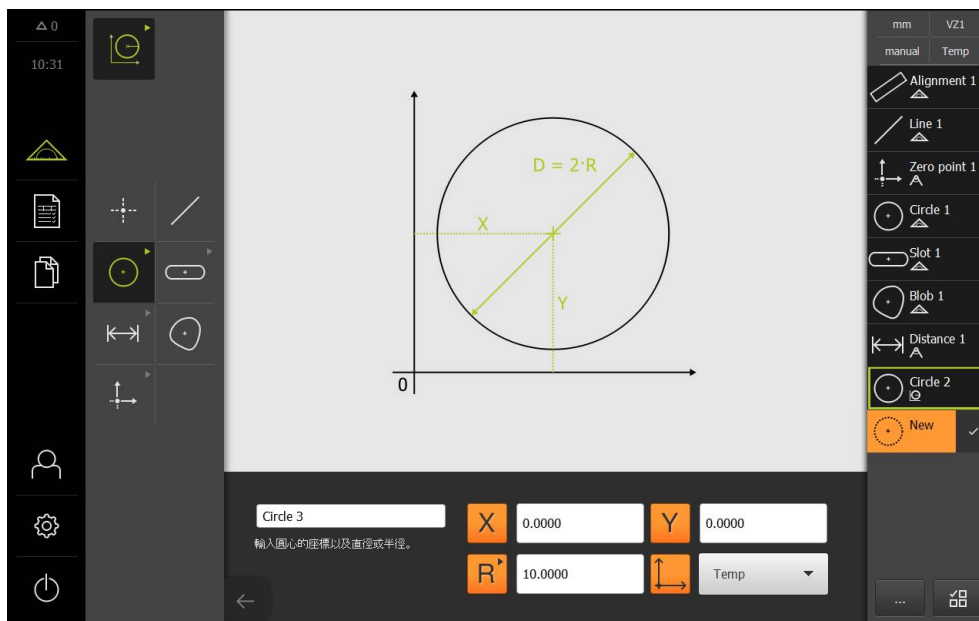 0
10:31
D = 2·R
X
Y
0
Circle 3
輸入圓心的座標以及直徑或半徑。
X
0.0000
Y
0.0000
R
10.0000
Temp
mm
VZ1
manual
Temp
Alignment 1
Line 1
Zero point 1
Circle 1
Slot 1
Blob 1
Distance 1
Circle 2
New
...